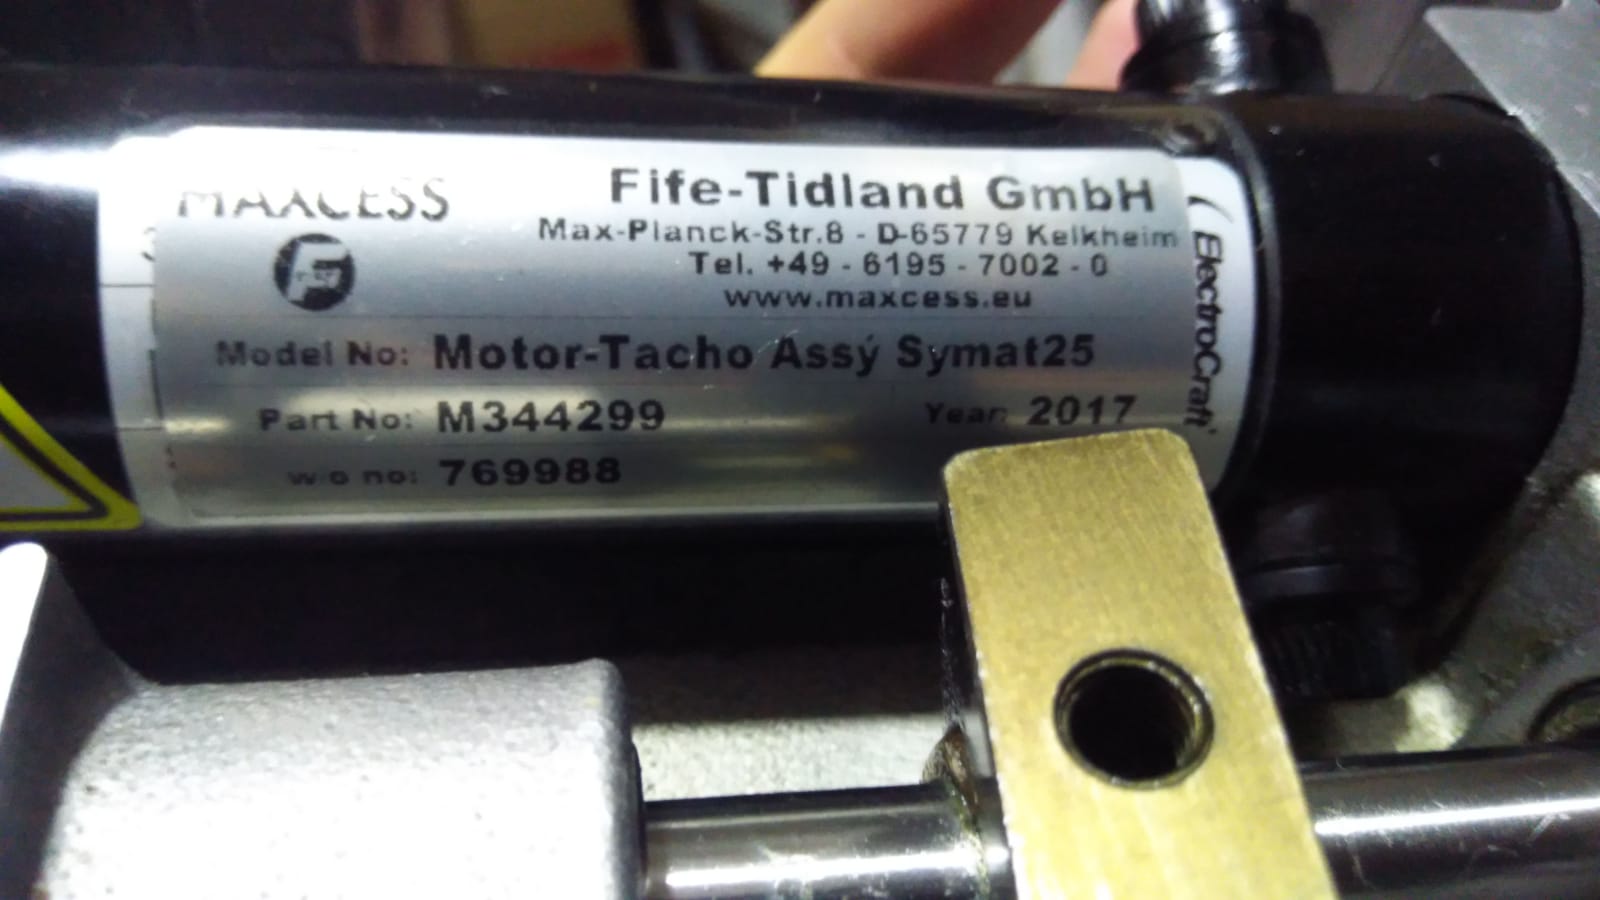 MAXCESS
Fife-Tidland GmbH
Max-Planck-Str.8 - D-65779 Kelkheim
Tel. +49 - 6195 - 7002 - 0
www.maxcess.eu
Model No: Motor-Tacho Assý Symat25
Part No: M344299 Year: 2017
w/o no: 769988
ElectroCraft